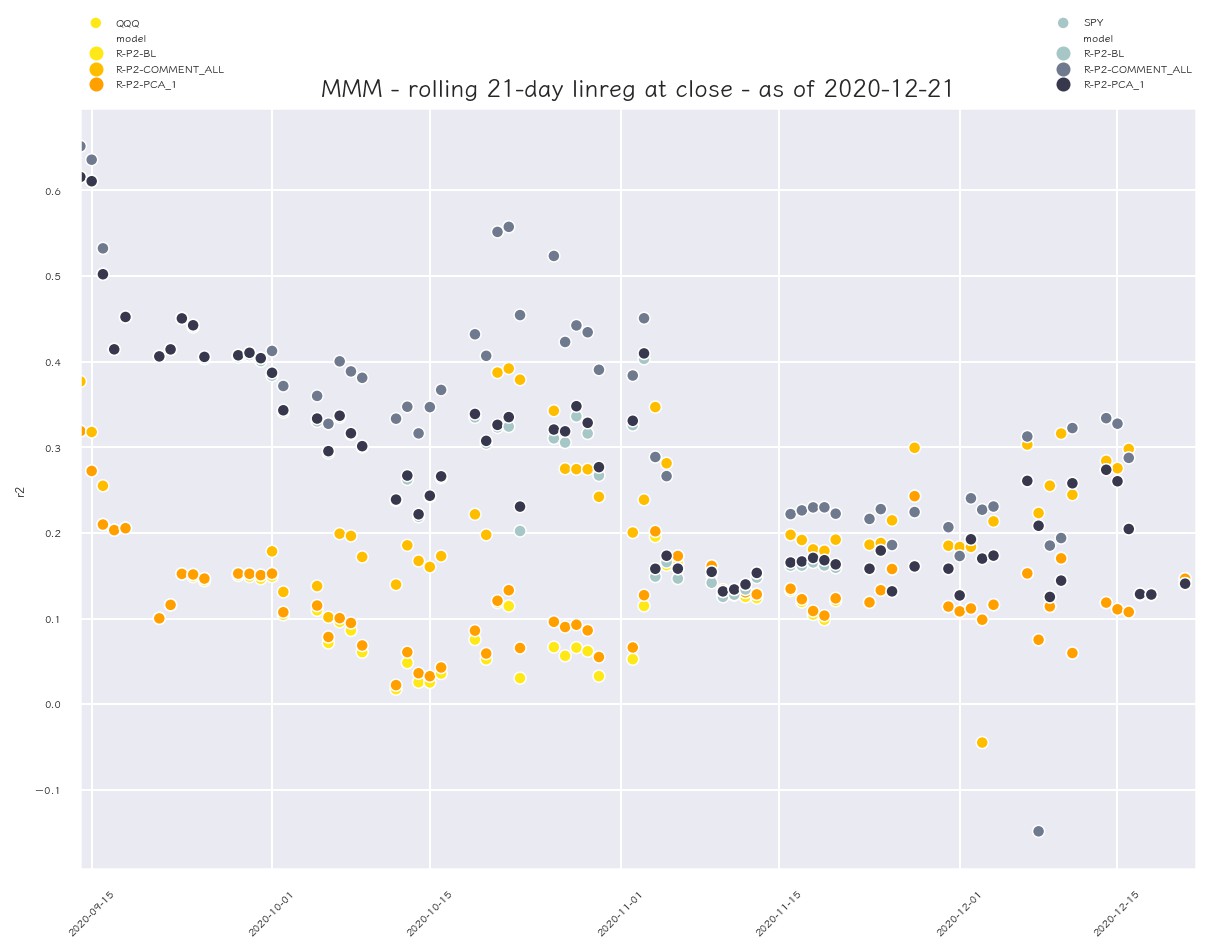 QQQ
model
R-P2-BL
R-P2-COMMENT_ALL
R-P2-PCA_1
SPY
model
R-P2-BL
R-P2-COMMENT_ALL
R-P2-PCA_1
MMM - rolling 21-day linreg at close - as of 2020-12-21
0.6
0.5
0.4
0.3
0.2
0.1
0.0
−0.1
r2
2020-09-15
2020-10-01
2020-10-15
2020-11-01
2020-11-15
2020-12-01
2020-12-15